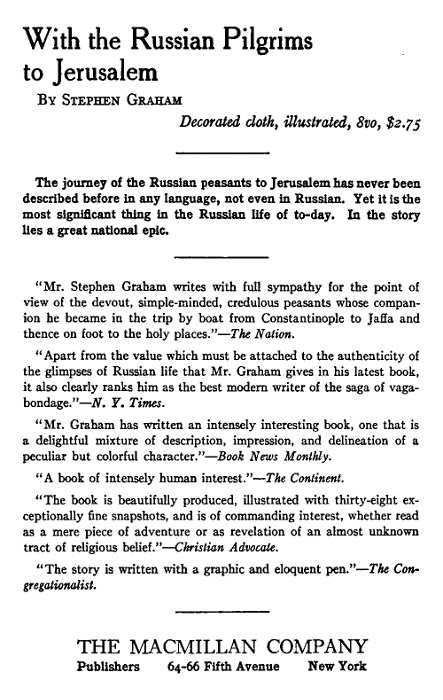 With the Russian Pilgrims
to Jerusalem
By Stephen Graham
Decorated cloth, illustrated, 8vo, $2.75
The journey of the Russian peasants to Jerusalem has never been
described before in any language, not even in Russian. Yet it is the
most significant thing in the Russian life of to-day. In the story
lies a great national epic.
"Mr. Stephen Graham writes with full sympathy for the point of
view of the devout, simple-minded, credulous peasants whose compan-
ion he became in the trip by boat from Constantinople to Jaffa and
thence on foot to the holy places."—The Nation.
"Apart from the value which must be attached to the authenticity of
the glimpses of Russian life that Mr. Graham gives in his latest book,
it also clearly ranks him as the best modern writer of the saga of vaga-
bondage."—N. Y. Times.
"Mr. Graham has written an intensely interesting book, one that is
a delightful mixture of description, impression, and delineation of a
peculiar but colorful character."—Book News Monthly.
"A book of intensely human interest."—The Continent.
"The book is beautifully produced, illustrated with thirty-eight ex-
ceptionally fine snapshots, and is of commanding interest, whether read
as a mere piece of adventure or as revelation of an almost unknown
tract of religious belief."—Christian Advocate.
"The story is written with a graphic and eloquent pen."—The Con-
gregationalist.
THE MACMILLAN COMPANY
Publishers 64-66 Fifth Avenue New York